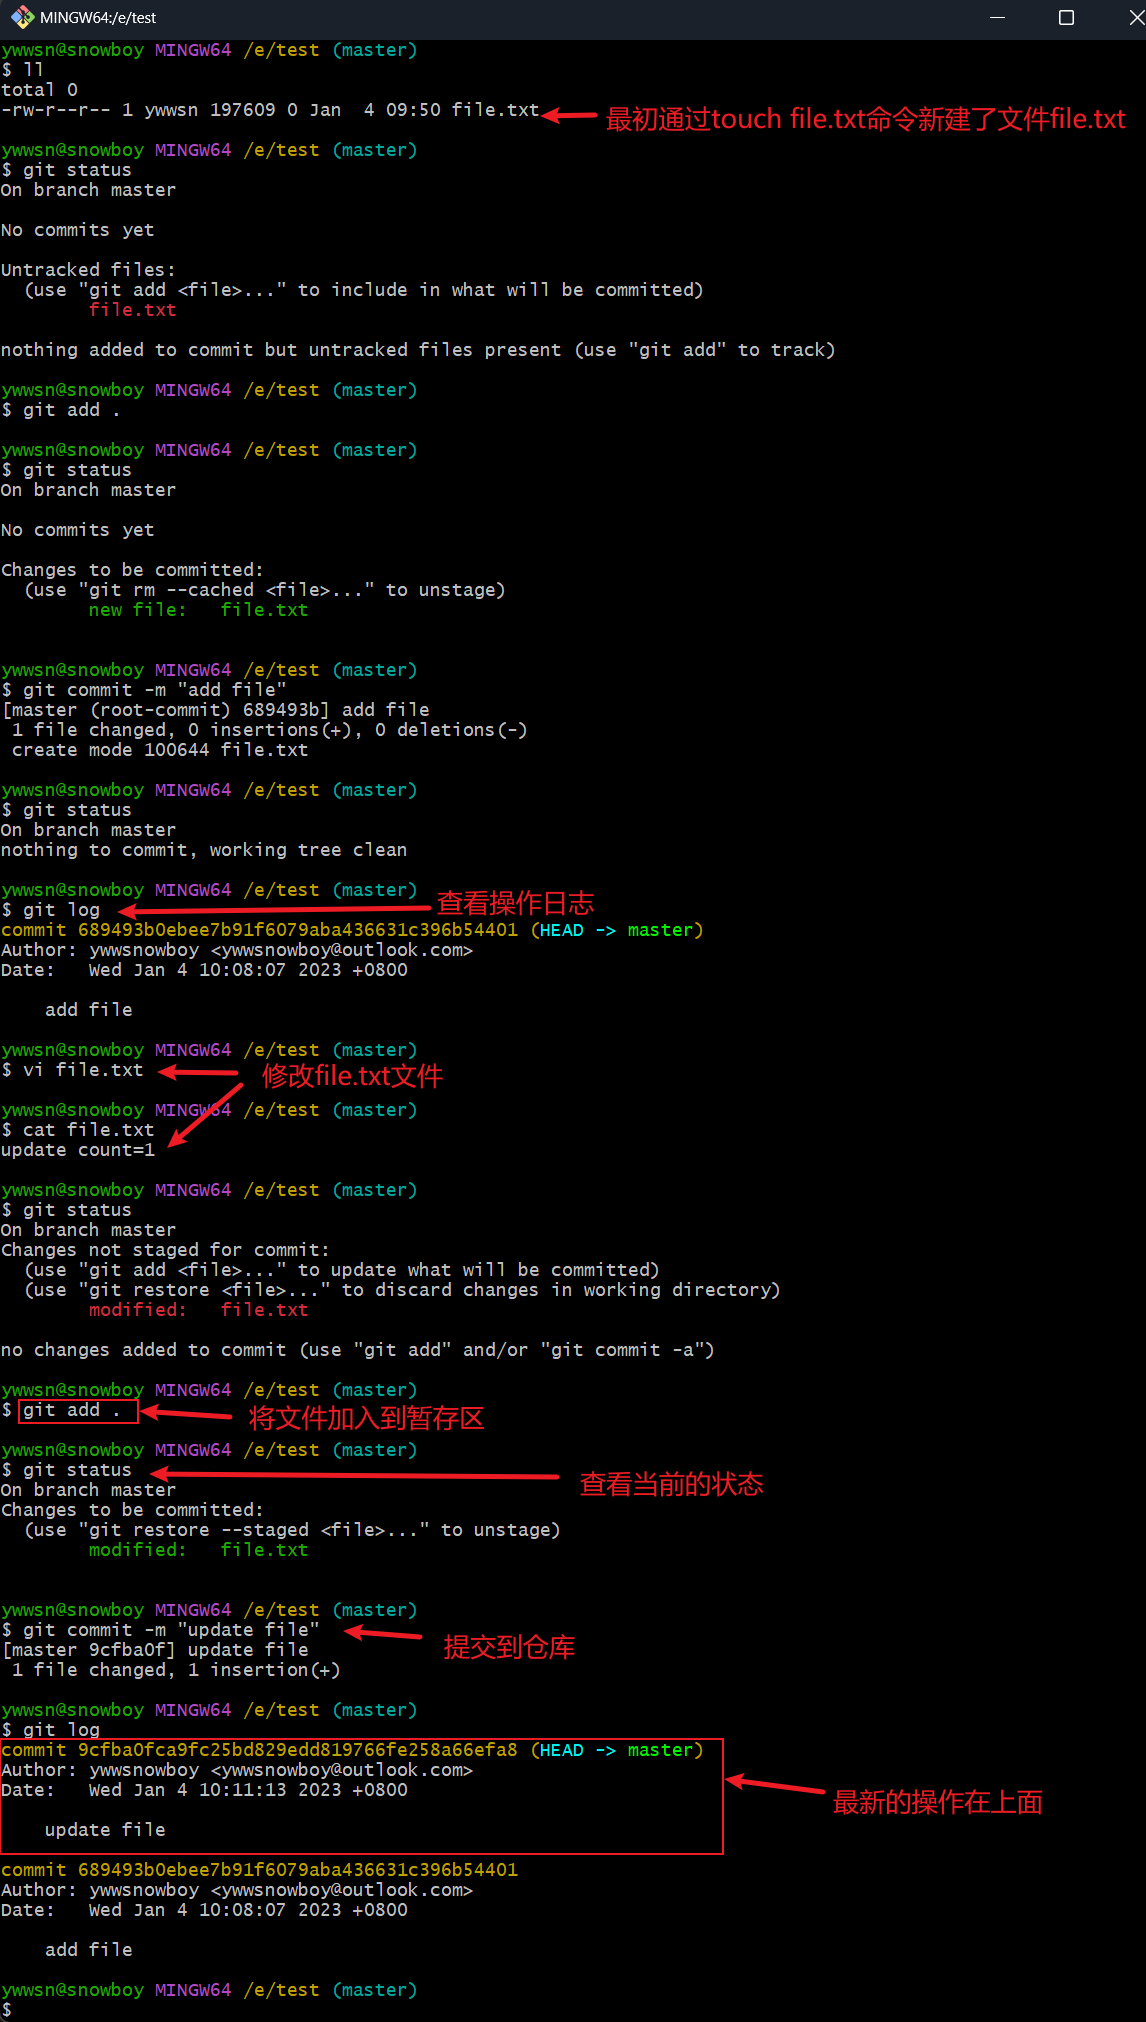 MINGW64:/e/test
ywwsn@snowboy MINGW64 /e/test (master)
$ ll
total 0
-rw-r--r-- 1 ywwsn 197609 0 Jan  4 09:50 file.txt
最初通过touch file.txt命令新建了文件file.txt
ywwsn@snowboy MINGW64 /e/test (master)
$ git status
On branch master
No commits yet
Untracked files:
  (use "git add <file>..." to include in what will be committed)
        file.txt
nothing added to commit but untracked files present (use "git add" to track)
ywwsn@snowboy MINGW64 /e/test (master)
$ git add .
ywwsn@snowboy MINGW64 /e/test (master)
$ git status
On branch master
No commits yet
Changes to be committed:
  (use "git rm --cached <file>..." to unstage)
        new file:   file.txt
ywwsn@snowboy MINGW64 /e/test (master)
$ git commit -m "add file"
[master (root-commit) 689493b] add file
 1 file changed, 0 insertions(+), 0 deletions(-)
 create mode 100644 file.txt
ywwsn@snowboy MINGW64 /e/test (master)
$ git status
On branch master
nothing to commit, working tree clean
ywwsn@snowboy MINGW64 /e/test (master)
$ git log
查看操作日志
commit 689493b0ebee7b91f6079aba436631c396b54401 (HEAD -> master)
Author: ywwsnowboy <ywwsnowboy@outlook.com>
Date:   Wed Jan 4 10:08:07 2023 +0800
    add file
ywwsn@snowboy MINGW64 /e/test (master)
$ vi file.txt
修改file.txt文件
ywwsn@snowboy MINGW64 /e/test (master)
$ cat file.txt
update count=1
ywwsn@snowboy MINGW64 /e/test (master)
$ git status
On branch master
Changes not staged for commit:
  (use "git add <file>..." to update what will be committed)
  (use "git restore <file>..." to discard changes in working directory)
        modified:   file.txt
no changes added to commit (use "git add" and/or "git commit -a")
ywwsn@snowboy MINGW64 /e/test (master)
$ git add .
将文件加入到暂存区
ywwsn@snowboy MINGW64 /e/test (master)
$ git status
查看当前的状态
On branch master
Changes to be committed:
  (use "git restore --staged <file>..." to unstage)
        modified:   file.txt
ywwsn@snowboy MINGW64 /e/test (master)
$ git commit -m "update file"
提交到仓库
[master 9cfba0f] update file
 1 file changed, 1 insertion(+)
ywwsn@snowboy MINGW64 /e/test (master)
$ git log
commit 9cfba0fca9fc25bd829edd819766fe258a66efa8 (HEAD -> master)
Author: ywwsnowboy <ywwsnowboy@outlook.com>
Date:   Wed Jan 4 10:11:13 2023 +0800
最新的操作在上面
    update file
commit 689493b0ebee7b91f6079aba436631c396b54401
Author: ywwsnowboy <ywwsnowboy@outlook.com>
Date:   Wed Jan 4 10:08:07 2023 +0800
    add file
ywwsn@snowboy MINGW64 /e/test (master)
$